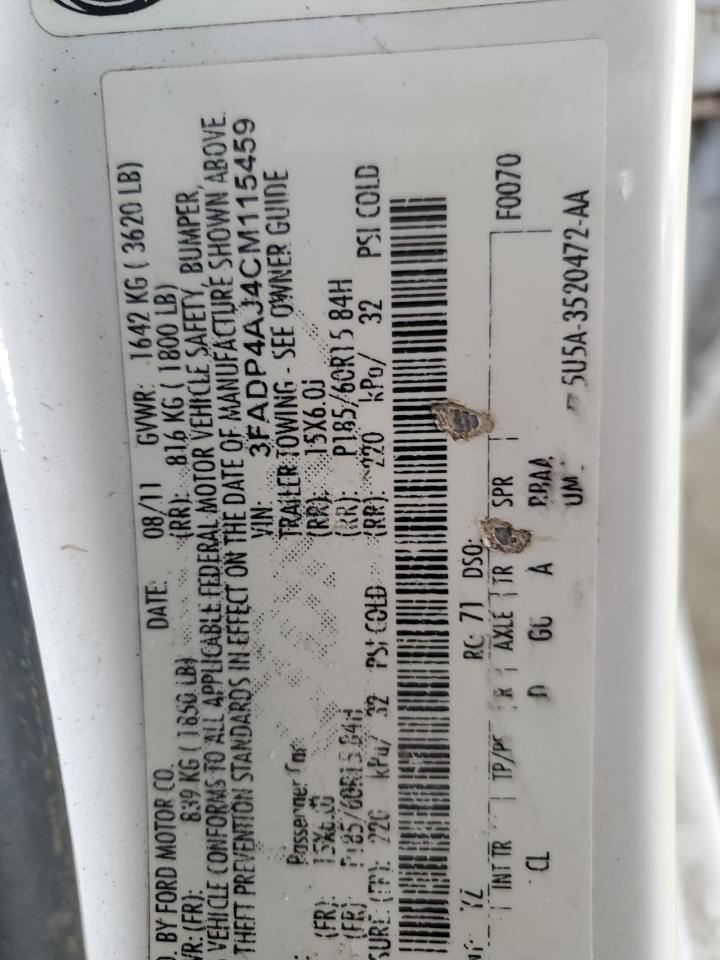 BY FORD MOTOR CO. DATE: 08/11 GVWR: 1642 KG ( 3620 LB)
(FR): 839 KG ( 1850 LB) (RR): 816 KG ( 1800 LB)
VEHICLE CONFORMS TO ALL APPLICABLE FEDERAL MOTOR VEHICLE SAFETY, BUMPER,
THEFT PREVENTION STANDARDS IN EFFECT ON THE DATE OF MANUFACTURE SHOWN ABOVE.
VIN: 3FADP4AJ4CM115459
Passenger Car TRAILER TOWING - SEE OWNER GUIDE
(FR): 15X6.0J (RR): 15X6.0J
(FR) P185/60R15 84H (RR): P185/60R15 84H
220 kPa/ 32 PSI COLD (RR): 220 kPa/ 32 PSI COLD
YZ RC: 71 DSO:
INT TR TP/PS R AXLE TR SPR F0070
CL D GG A
UM 5U5A-3520472-AA